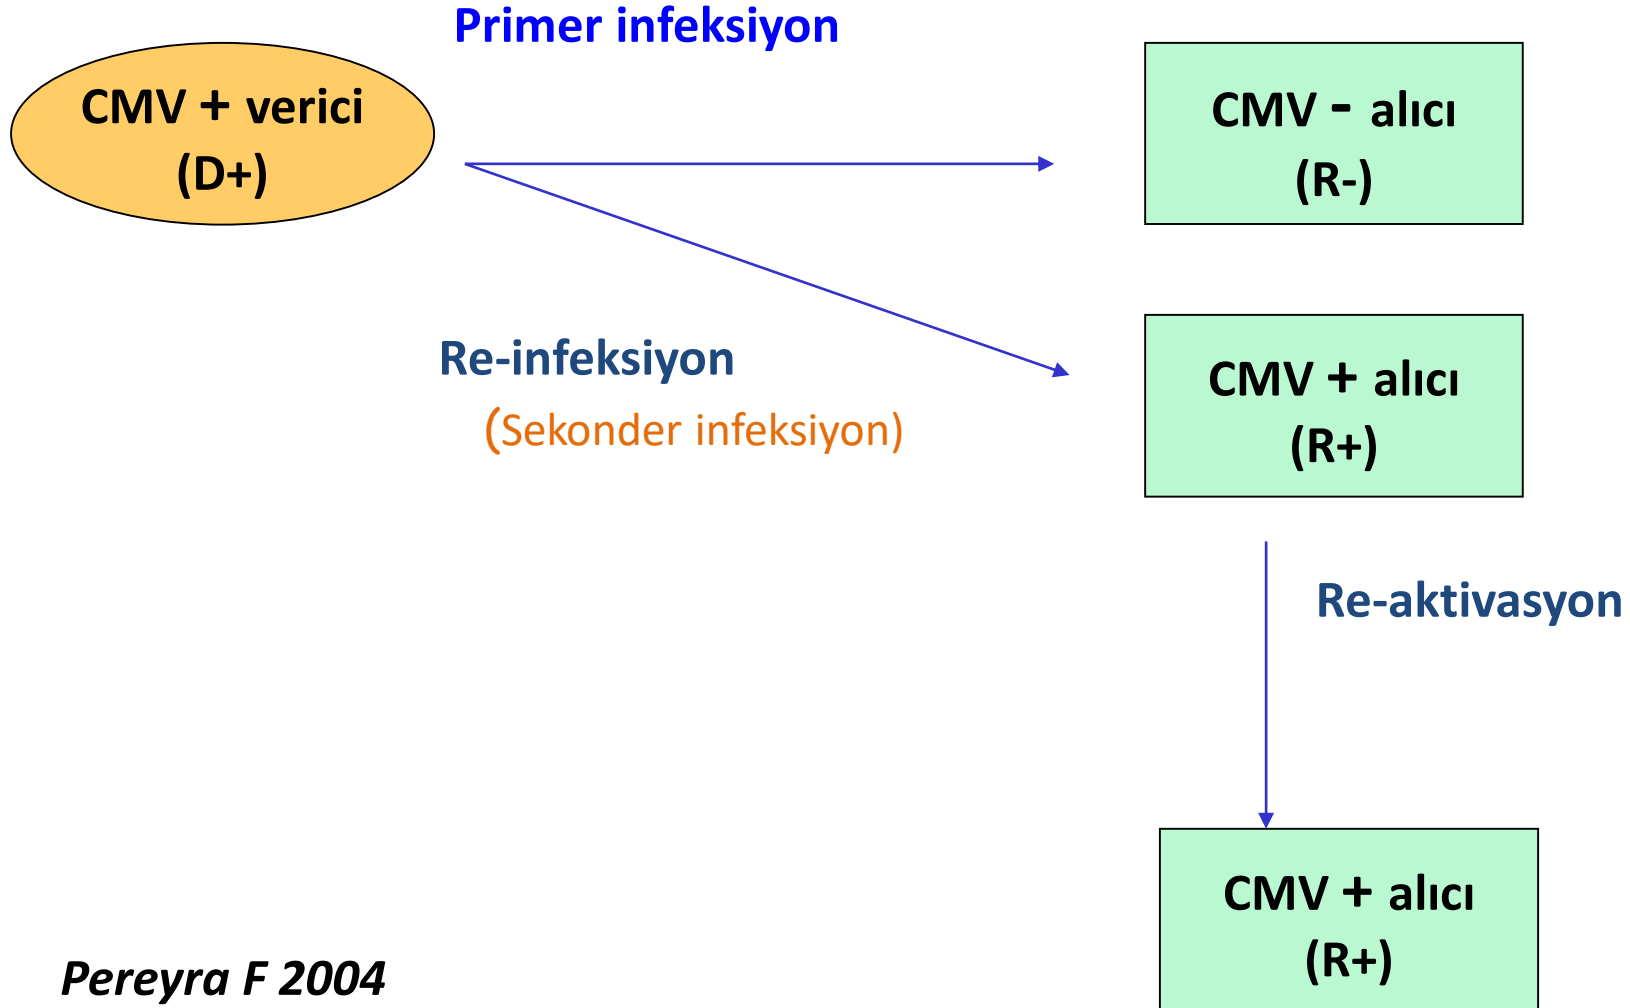 Primer infeksiyon
CMV + verici
(D+)
CMV - alıcı
(R-)
Re-infeksiyon
(Sekonder infeksiyon)
CMV + alıcı
(R+)
Re-aktivasyon
CMV + alıcı
(R+)
Pereyra F 2004